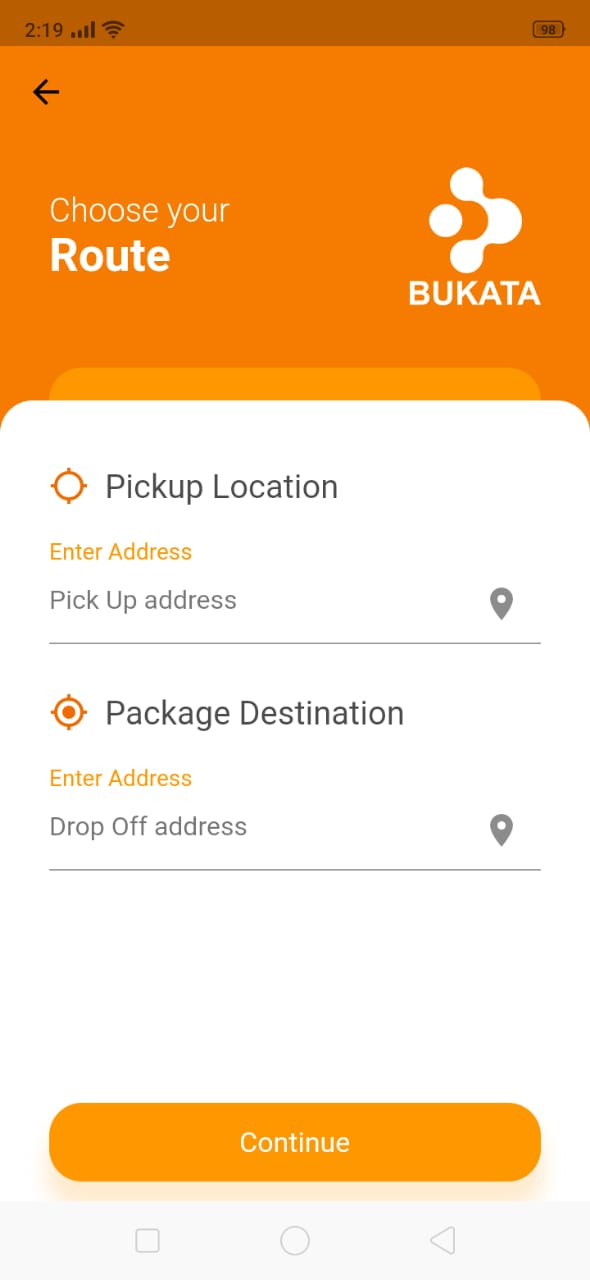 2:19
98
Choose your
Route
BUKATA
Pickup Location
Enter Address
Pick Up address
Package Destination
Enter Address
Drop Off address
Continue